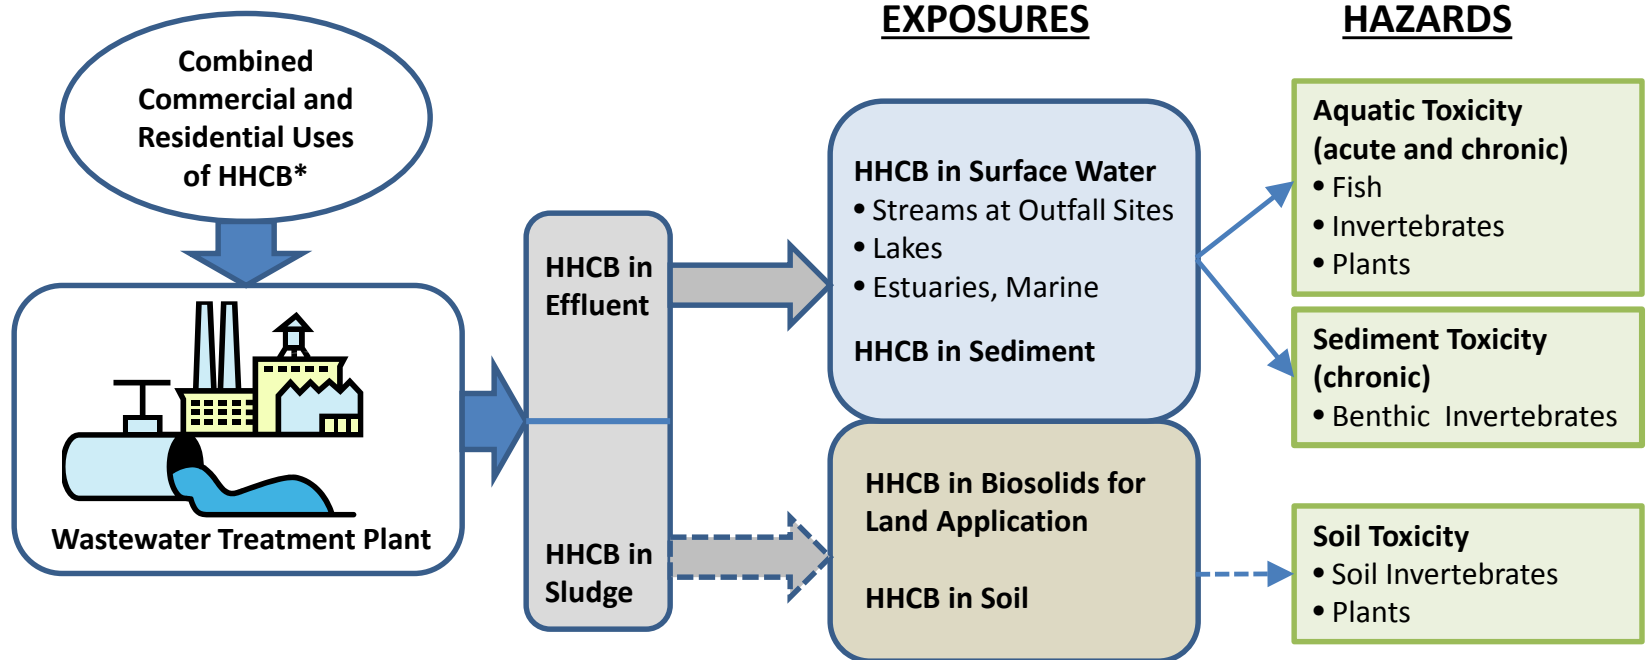 EXPOSURES
HAZARDS
Combined
Commercial and
Residential Uses
of HHCB*
Wastewater Treatment Plant
HHCB in
Effluent
HHCB in
Sludge
HHCB in Surface Water
• Streams at Outfall Sites
• Lakes
• Estuaries, Marine
HHCB in Sediment
HHCB in Biosolids for
Land Application
HHCB in Soil
Aquatic Toxicity
(acute and chronic)
• Fish
• Invertebrates
• Plants
Sediment Toxicity
(chronic)
• Benthic Invertebrates
Soil Toxicity
• Soil Invertebrates
• Plants